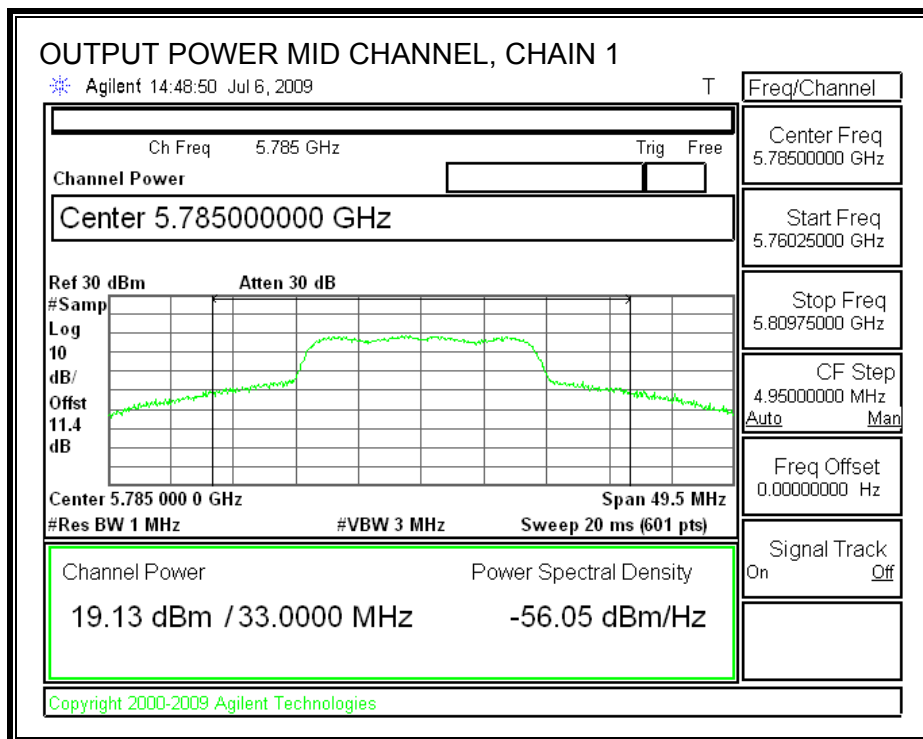 OUTPUT POWER MID CHANNEL, CHAIN 1
Agilent 14:48:50 Jul 6, 2009 T
Freq/Channel
Ch Freq 5.785 GHz Trig Free
Channel Power
Center 5.785000000 GHz
Ref 30 dBm Atten 30 dB
#Samp
Log
10
dB/
Offst
11.4
dB
Center 5.785 000 0 GHz Span 49.5 MHz
#Res BW 1 MHz #VBW 3 MHz Sweep 20 ms (601 pts)
Channel Power Power Spectral Density
19.13 dBm / 33.0000 MHz -56.05 dBm/Hz
Center Freq
5.78500000 GHz
Start Freq
5.76025000 GHz
Stop Freq
5.80975000 GHz
CF Step
4.95000000 MHz
Auto Man
Freq Offset
0.00000000 Hz
Signal Track
On Off
Copyright 2000-2009 Agilent Technologies